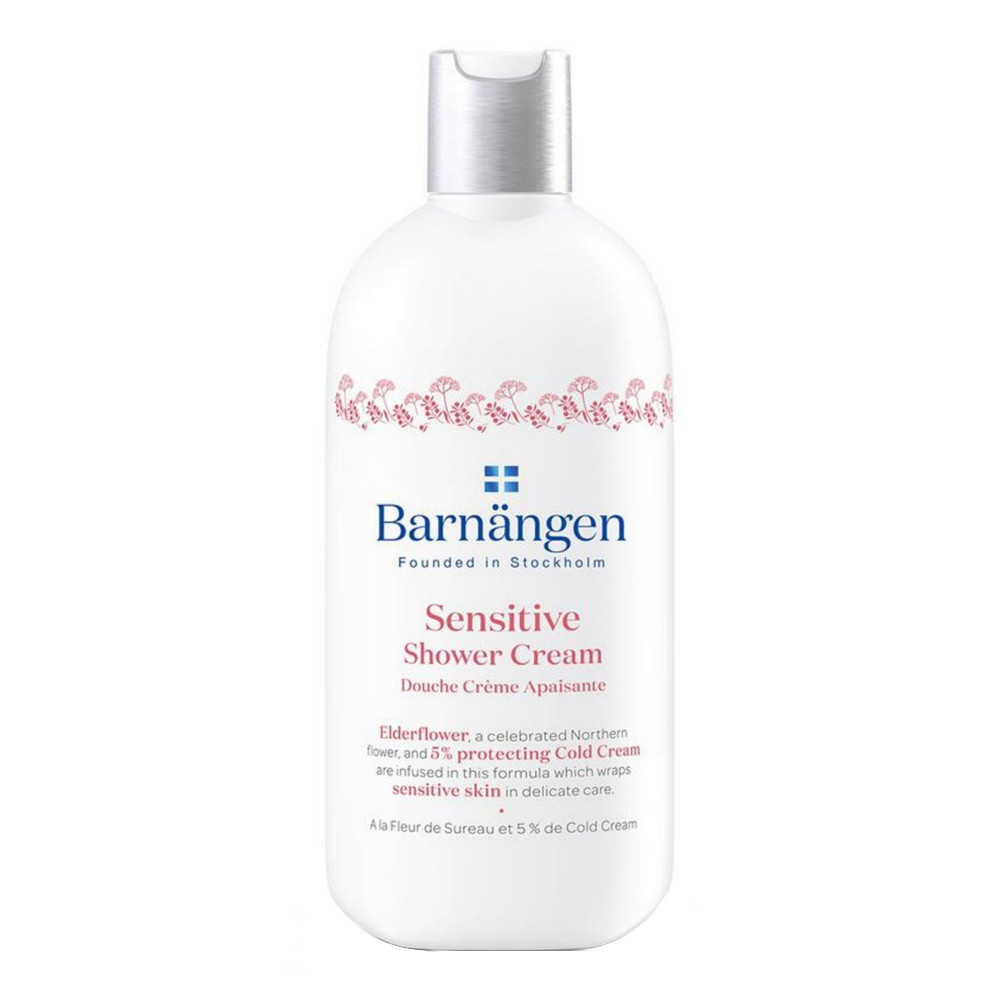 Barnängen
Founded in Stockholm
Sensitive
Shower Cream
Douche Crème Apaisante
Elderflower, a celebrated Northern
flower, and 5% protecting Cold Cream
are infused in this formula which wraps
sensitive skin in delicate care.
A la Fleur de Sureau et 5 % de Cold Cream